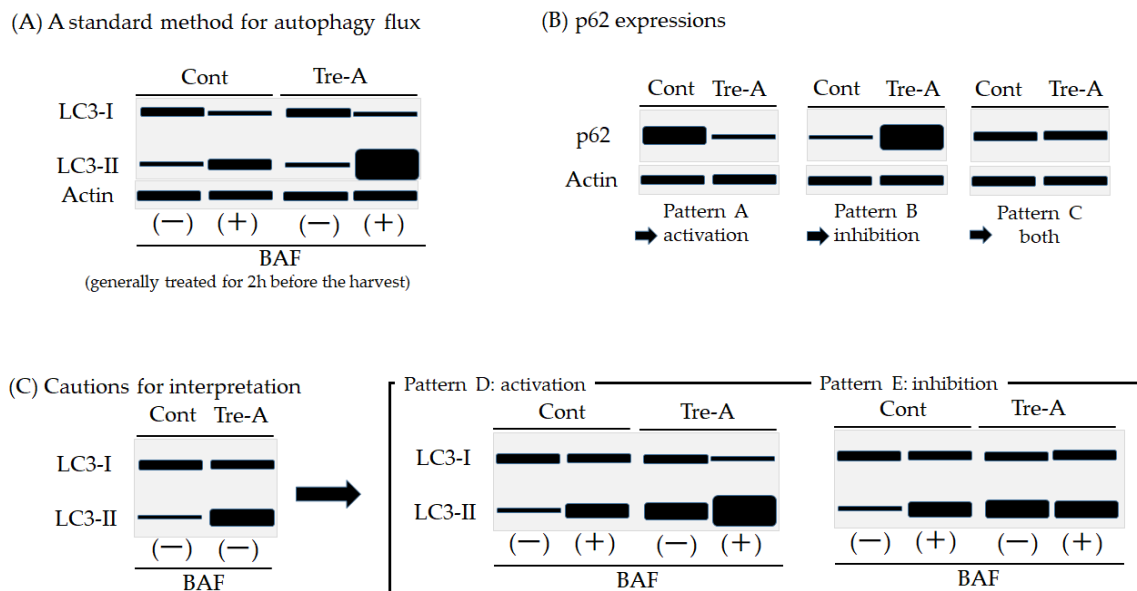 (A) A standard method for autophagy flux
Cont Tre-A
LC3-I
LC3-II
Actin
(−) (+) (−) (+)
BAF
(generally treated for 2h before the harvest)
(B) p62 expressions
Cont Tre-A Cont Tre-A Cont Tre-A
p62
Actin
Pattern A Pattern B Pattern C
activation inhibition both
(C) Cautions for interpretation
Cont Tre-A
LC3-I
LC3-II
(−) (−)
BAF
Pattern D: activation Pattern E: inhibition
Cont Tre-A Cont Tre-A
LC3-I
LC3-II
(−) (+) (−) (+) (−) (+) (−) (+)
BAF BAF